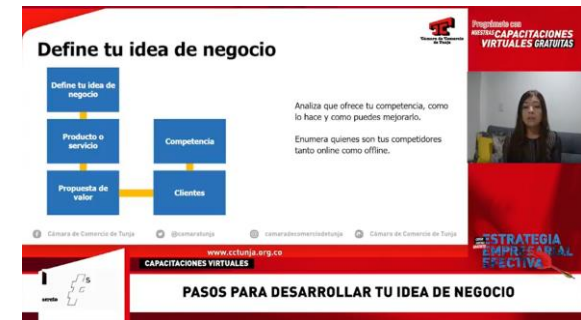 Define tu idea de negocio
Cámara de Comercio
de Tunja
Prográmate con
NUESTRAS CAPACITACIONES
VIRTUALES GRATUITAS
Define tu idea de
negocio
Producto o
servicio
Propuesta de
valor
Competencia
Clientes
Analiza que ofrece tu competencia, como
lo hace y como puedes mejorarlo.
Enumera quienes son tus competidores
tanto online como offline.
Cámara de Comercio de Tunja
@camaratunja
camaradecomerciodetunja
Cámara de Comercio de Tunja
ESTRATEGIA
EMPRESARIAL
EFECTIVA
www.cctunja.org.co
CAPACITACIONES VIRTUALES
PASOS PARA DESARROLLAR TU IDEA DE NEGOCIO